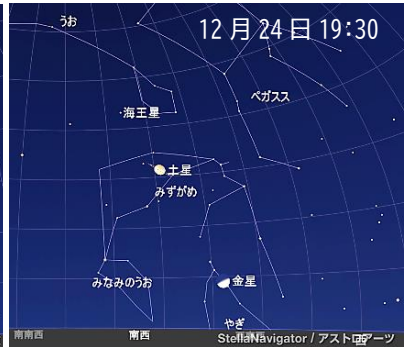 うお
12月24日 19:30
ペガスス
海王星
土星
みずがめ
みなみのうお
金星
やぎ
南南西
南西
StellaNavigator / アストロアーツ